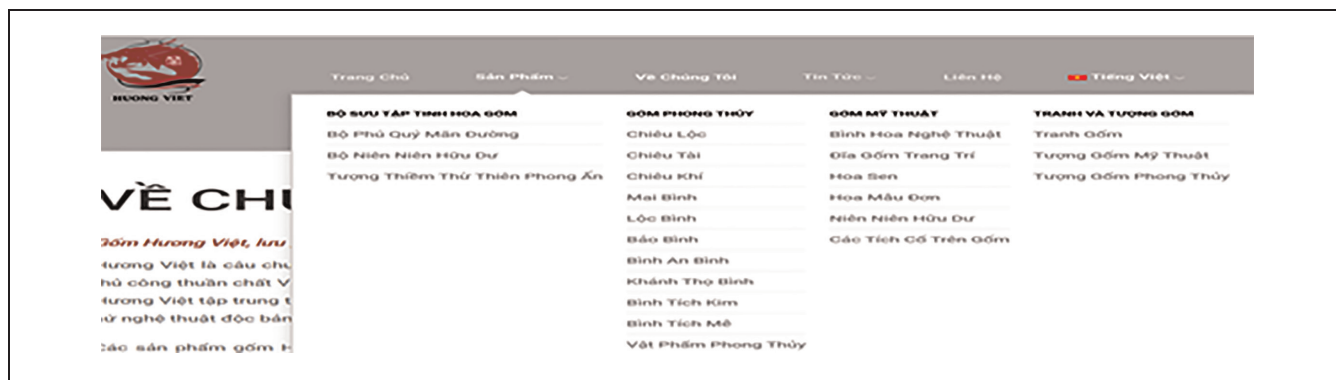 HUONG VIET
Trang Chủ
Sản Phẩm
Về Chúng Tôi
Tin Tức
Liên Hệ
Tiếng Việt
BỘ SƯU TẬP TINH HOA GỐM
Bộ Phú Quý Mãn Đường
Bộ Niên Niên Hữu Dư
Tượng Thiềm Thừ Thiên Phong Ấn
GỐM PHONG THỦY
Chiêu Lộc
Chiêu Tài
Chiêu Khí
Mai Bình
Lộc Bình
Bảo Bình
Bình An Bình
Khánh Thọ Bình
Bình Tích Kim
Bình Tích Mễ
Vật Phẩm Phong Thủy
GỐM MỸ THUẬT
Bình Hoa Nghệ Thuật
Đĩa Gốm Trang Trí
Hoa Sen
Hoa Mẫu Đơn
Niên Niên Hữu Dư
Các Tích Cổ Trên Gốm
TRANH VÀ TƯỢNG GỐM
Tranh Gốm
Tượng Gốm Mỹ Thuật
Tượng Gốm Phong Thủy
VỀ CHÚ
Gốm Hương Việt, lưu
Hương Việt là câu chu
hủ công thuần chất V
Hương Việt tập trung t
sứ nghệ thuật độc bản
Các sản phẩm gốm H